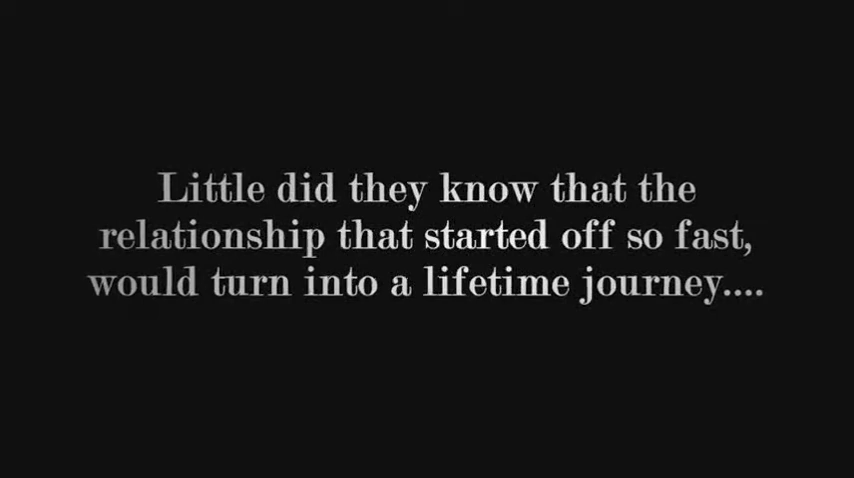 Little did they know that the
relationship that started off so fast,
would turn into a lifetime journey....